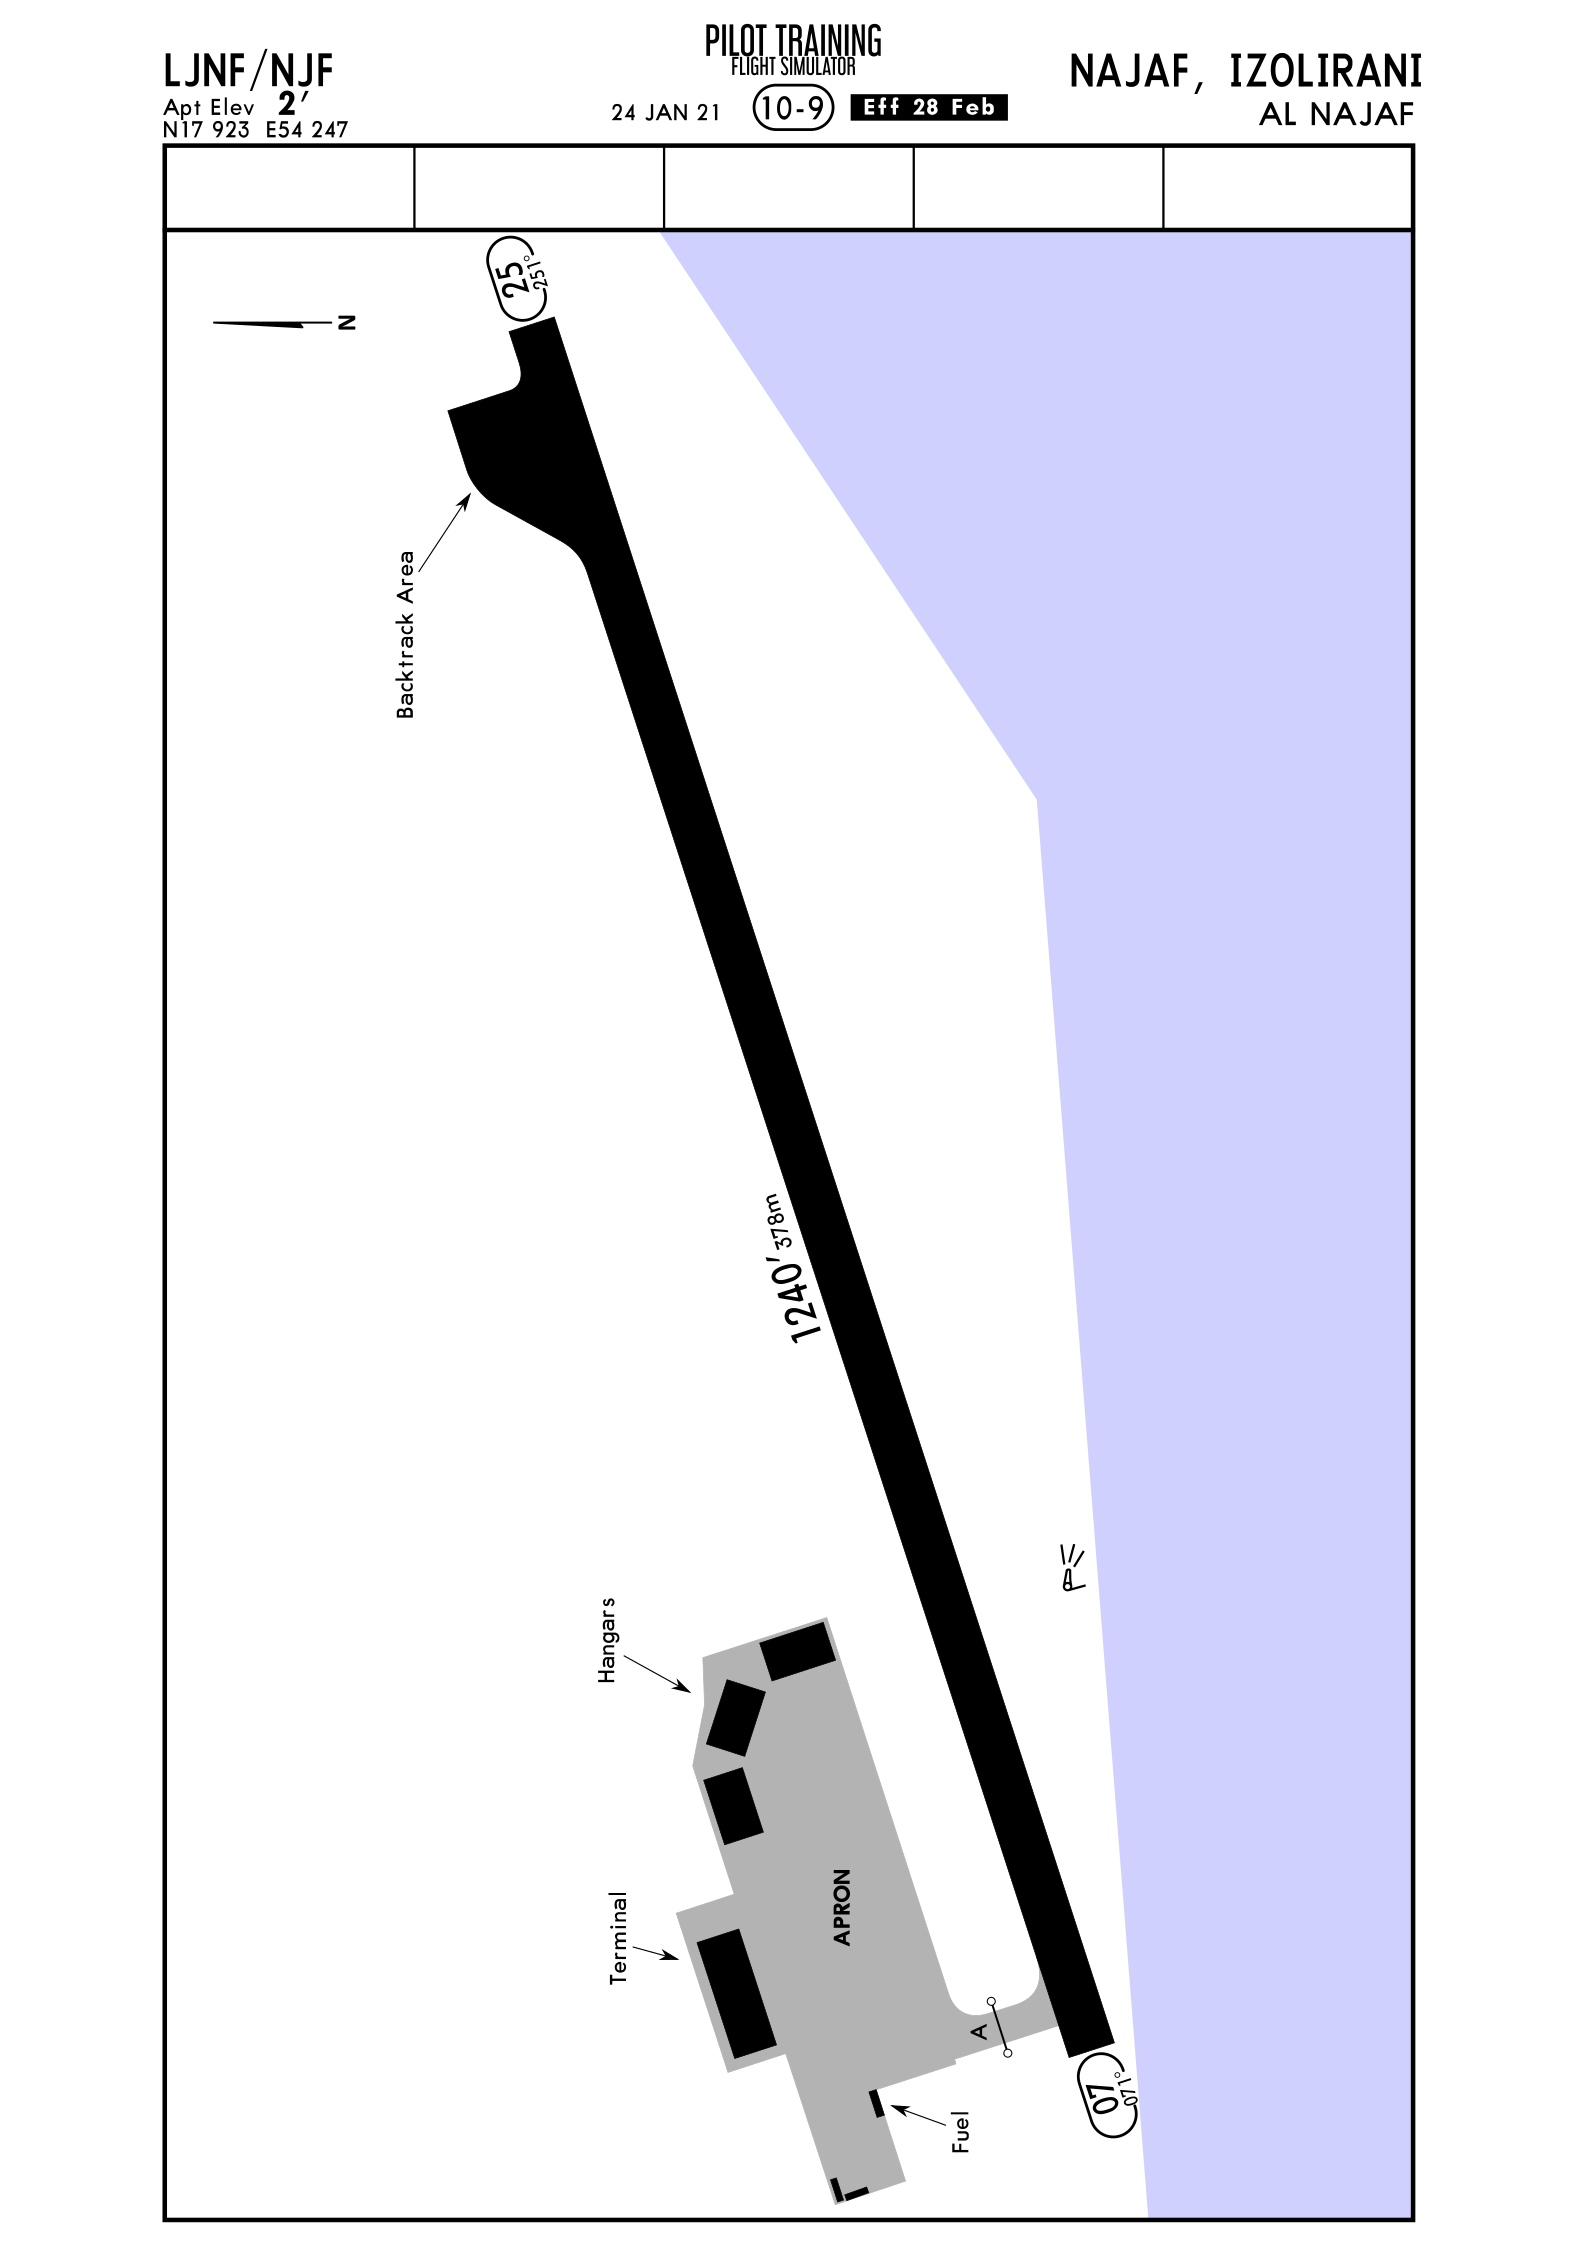 LJNF/NJF
Apt Elev 2′
N17 923 E54 247
PILOT TRAINING
FLIGHT SIMULATOR
24 JAN 21 10-9 Eff 28 Feb
NAJAF, IZOLIRANI
AL NAJAF
25
251°
N
Backtrack Area
1240′ 378m
Hangars
Terminal
APRON
A
Fuel
07
071°